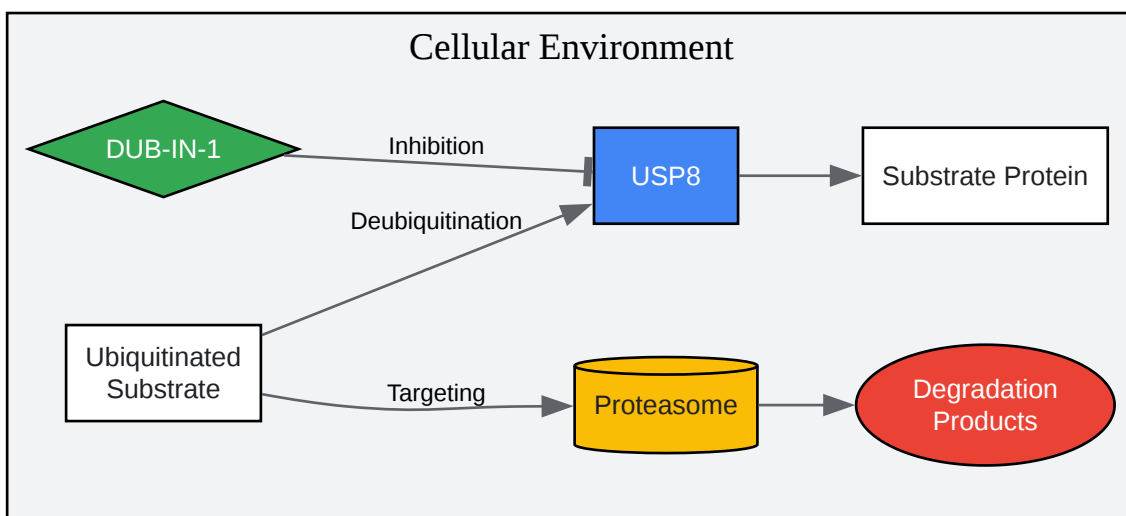 Cellular Environment
DUB-IN-1
Inhibition
USP8
Substrate Protein
Deubiquitination
Ubiquitinated
Substrate
Targeting
Proteasome
Degradation
Products